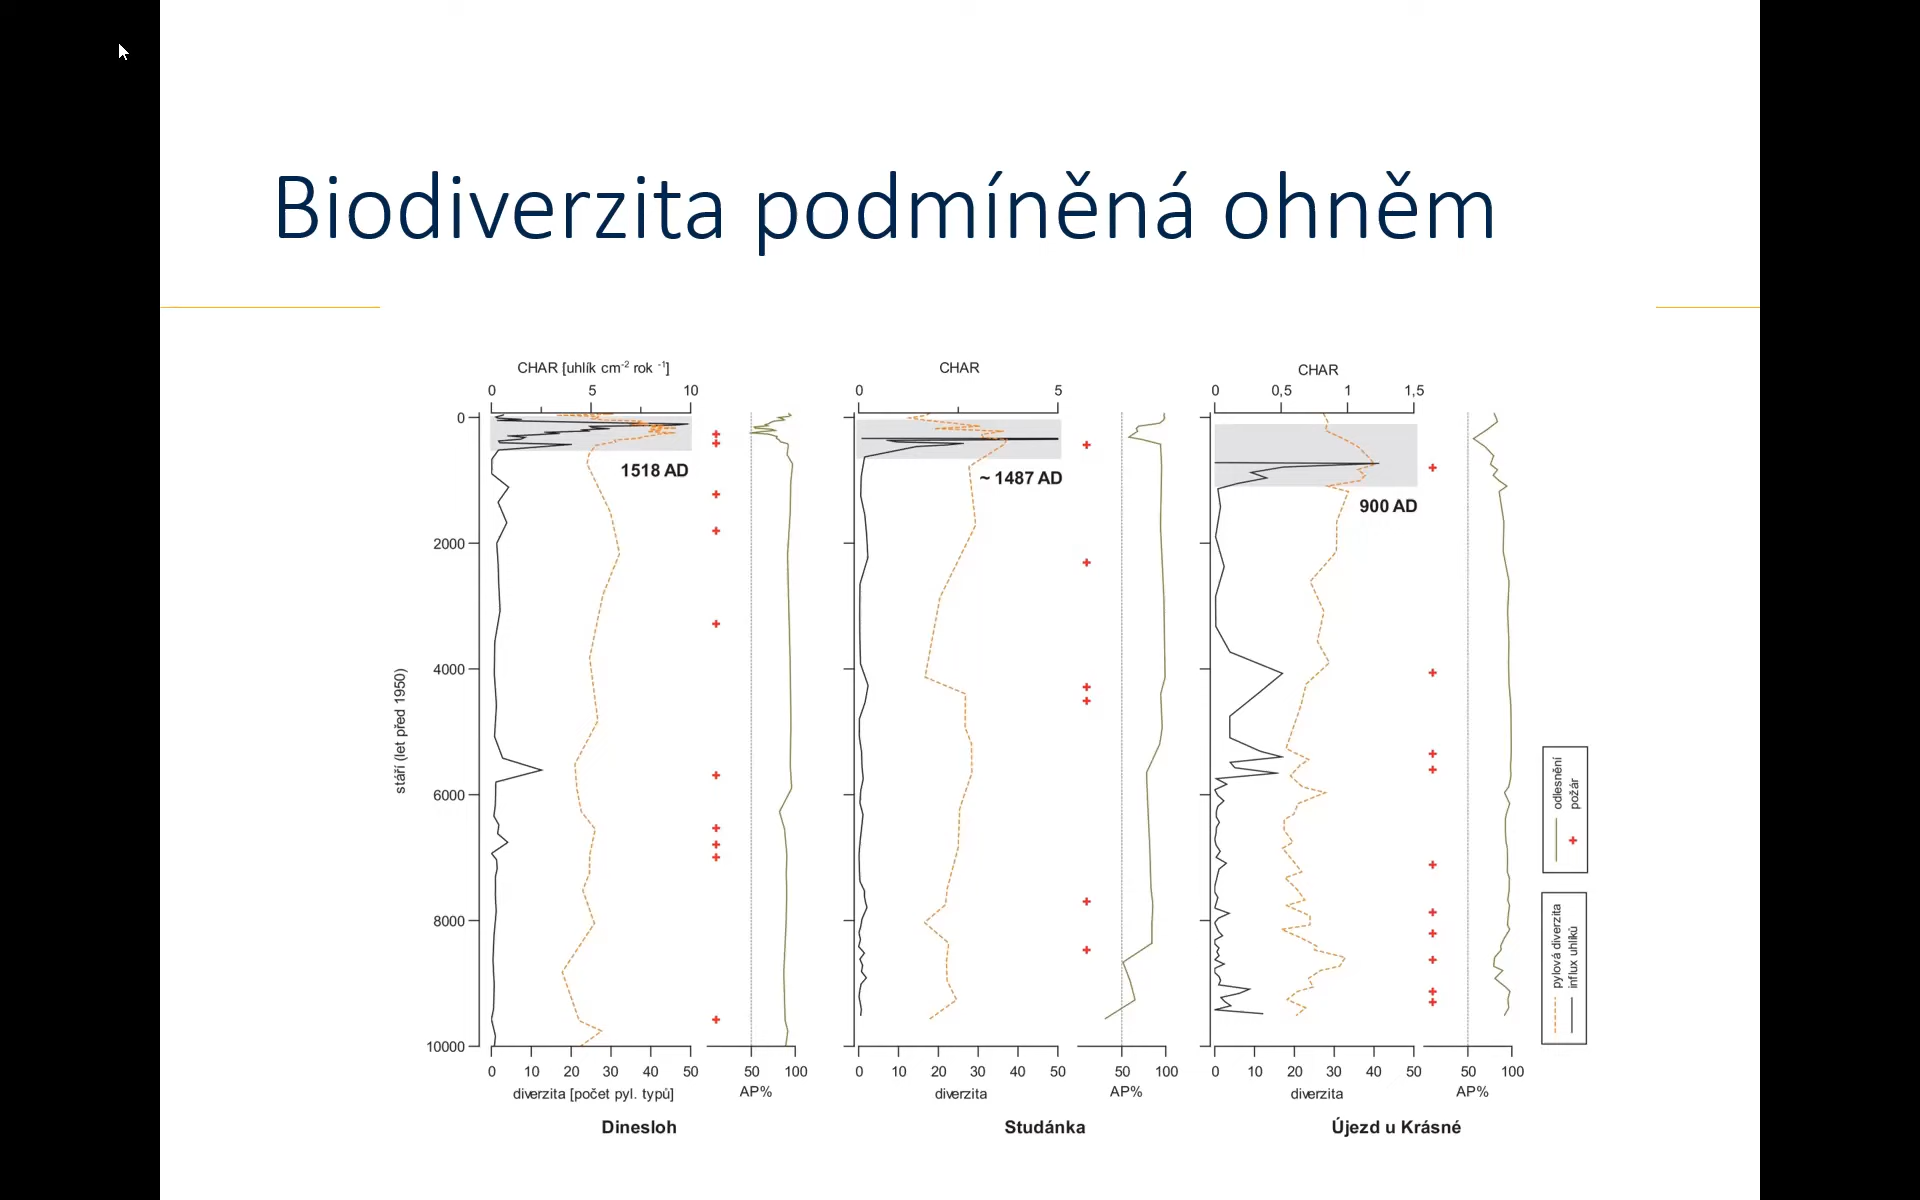 Biodiverzita podmíněná ohněm
CHAR [uhlík cm-2 rok -1]
0 5 10
CHAR
0 5
CHAR
0 0,5 1 1,5
0
2000
4000
6000
8000
10000
stáří (let před 1950)
1518 AD
~ 1487 AD
900 AD
odlesnění
požár
pylová diverzita
influx uhlíků
0 10 20 30 40 50
diverzita [počet pyl. typů]
50 100
AP%
0 10 20 30 40 50
diverzita
50 100
AP%
0 10 20 30 40 50
diverzita
50 100
AP%
Dinesloh
Studánka
Újezd u Krásné